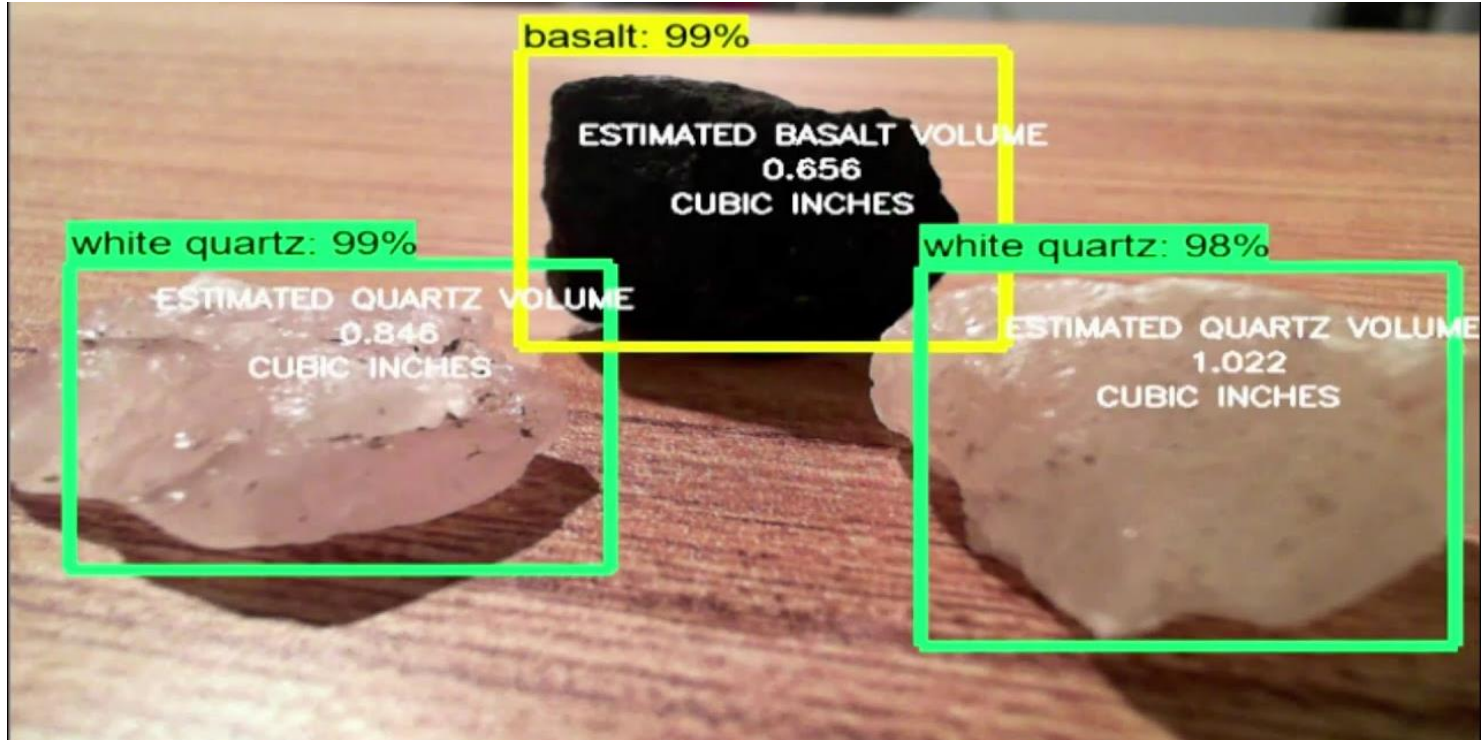 basalt: 99%
ESTIMATED BASALT VOLUME
0.656
CUBIC INCHES
white quartz: 99%
ESTIMATED QUARTZ VOLUME
0.846
CUBIC INCHES
white quartz: 98%
ESTIMATED QUARTZ VOLUME
1.022
CUBIC INCHES